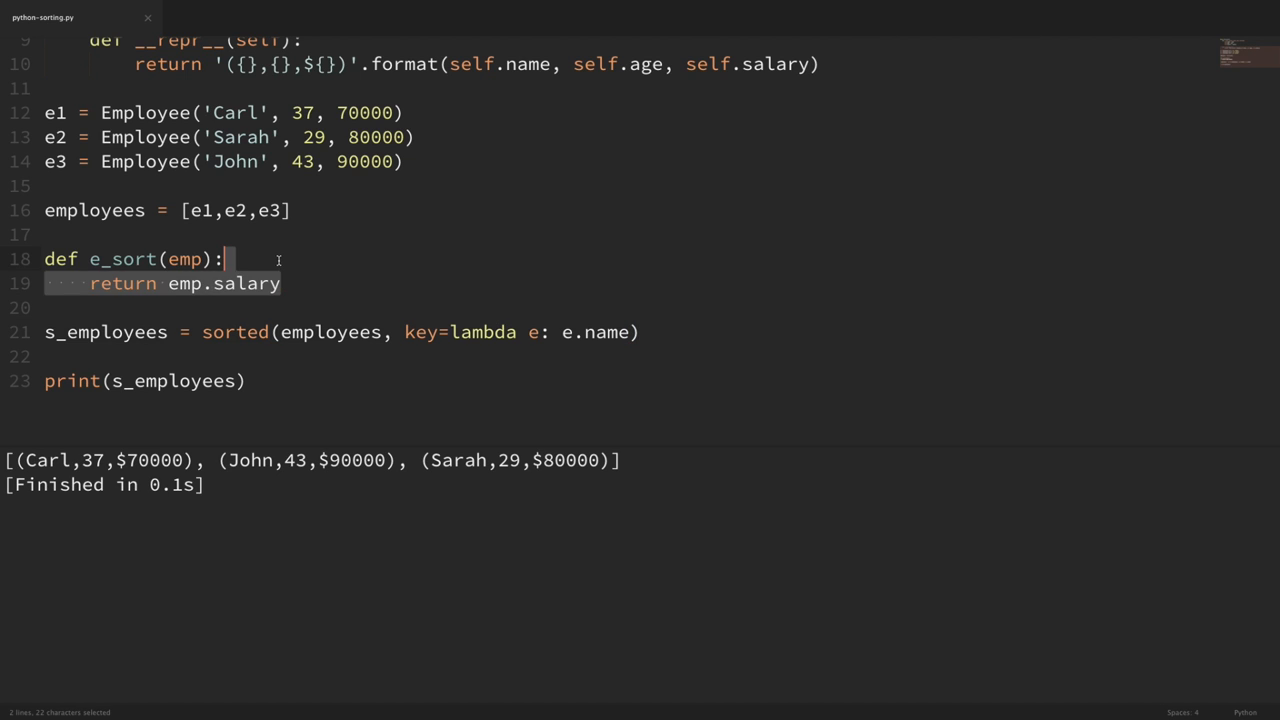 python-sorting.py ×
9 def __repr__(self):
10 return '({},{},${})'.format(self.name, self.age, self.salary)
11
12 e1 = Employee('Carl', 37, 70000)
13 e2 = Employee('Sarah', 29, 80000)
14 e3 = Employee('John', 43, 90000)
15
16 employees = [e1,e2,e3]
17
18 def e_sort(emp):
19 ····return·emp.salary
20
21 s_employees = sorted(employees, key=lambda e: e.name)
22
23 print(s_employees)
[(Carl,37,$70000), (John,43,$90000), (Sarah,29,$80000)]
[Finished in 0.1s]
2 lines, 22 characters selected Spaces: 4 Python